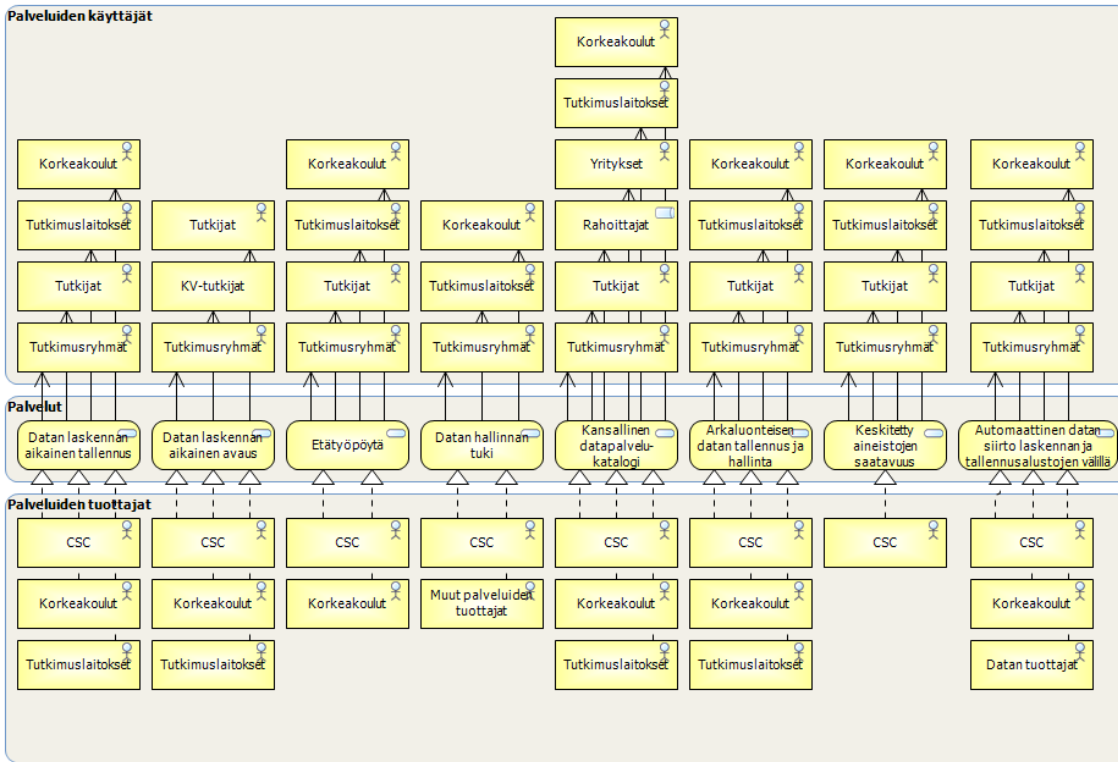 Palveluiden käyttäjät
Korkeakoulut
Tutkimuslaitokset
Korkeakoulut
Korkeakoulut
Yritykset
Korkeakoulut
Korkeakoulut
Korkeakoulut
Tutkimuslaitokset
Tutkijat
Tutkimuslaitokset
Korkeakoulut
Rahoittajat
Tutkimuslaitokset
Tutkimuslaitokset
Tutkimuslaitokset
Tutkijat
KV-tutkijat
Tutkijat
Tutkimuslaitokset
Tutkijat
Tutkijat
Tutkijat
Tutkijat
Tutkimusryhmät
Tutkimusryhmät
Tutkimusryhmät
Tutkimusryhmät
Tutkimusryhmät
Tutkimusryhmät
Tutkimusryhmät
Tutkimusryhmät
Palvelut
Datan laskennan
aikainen tallennus
Datan laskennan
aikainen avaus
Etätyöpöytä
Datan hallinnan
tuki
Kansallinen
datapalvelu-
katalogi
Arkaluonteisen
datan tallennus ja
hallinta
Keskitetty
aineistojen
saatavuus
Automaattinen datan
siirto laskennan ja
tallennusalustojen välillä
Palveluiden tuottajat
CSC
CSC
CSC
CSC
CSC
CSC
CSC
CSC
Korkeakoulut
Korkeakoulut
Korkeakoulut
Muut palveluiden
tuottajat
Korkeakoulut
Korkeakoulut
Korkeakoulut
Tutkimuslaitokset
Tutkimuslaitokset
Tutkimuslaitokset
Tutkimuslaitokset
Datan tuottajat